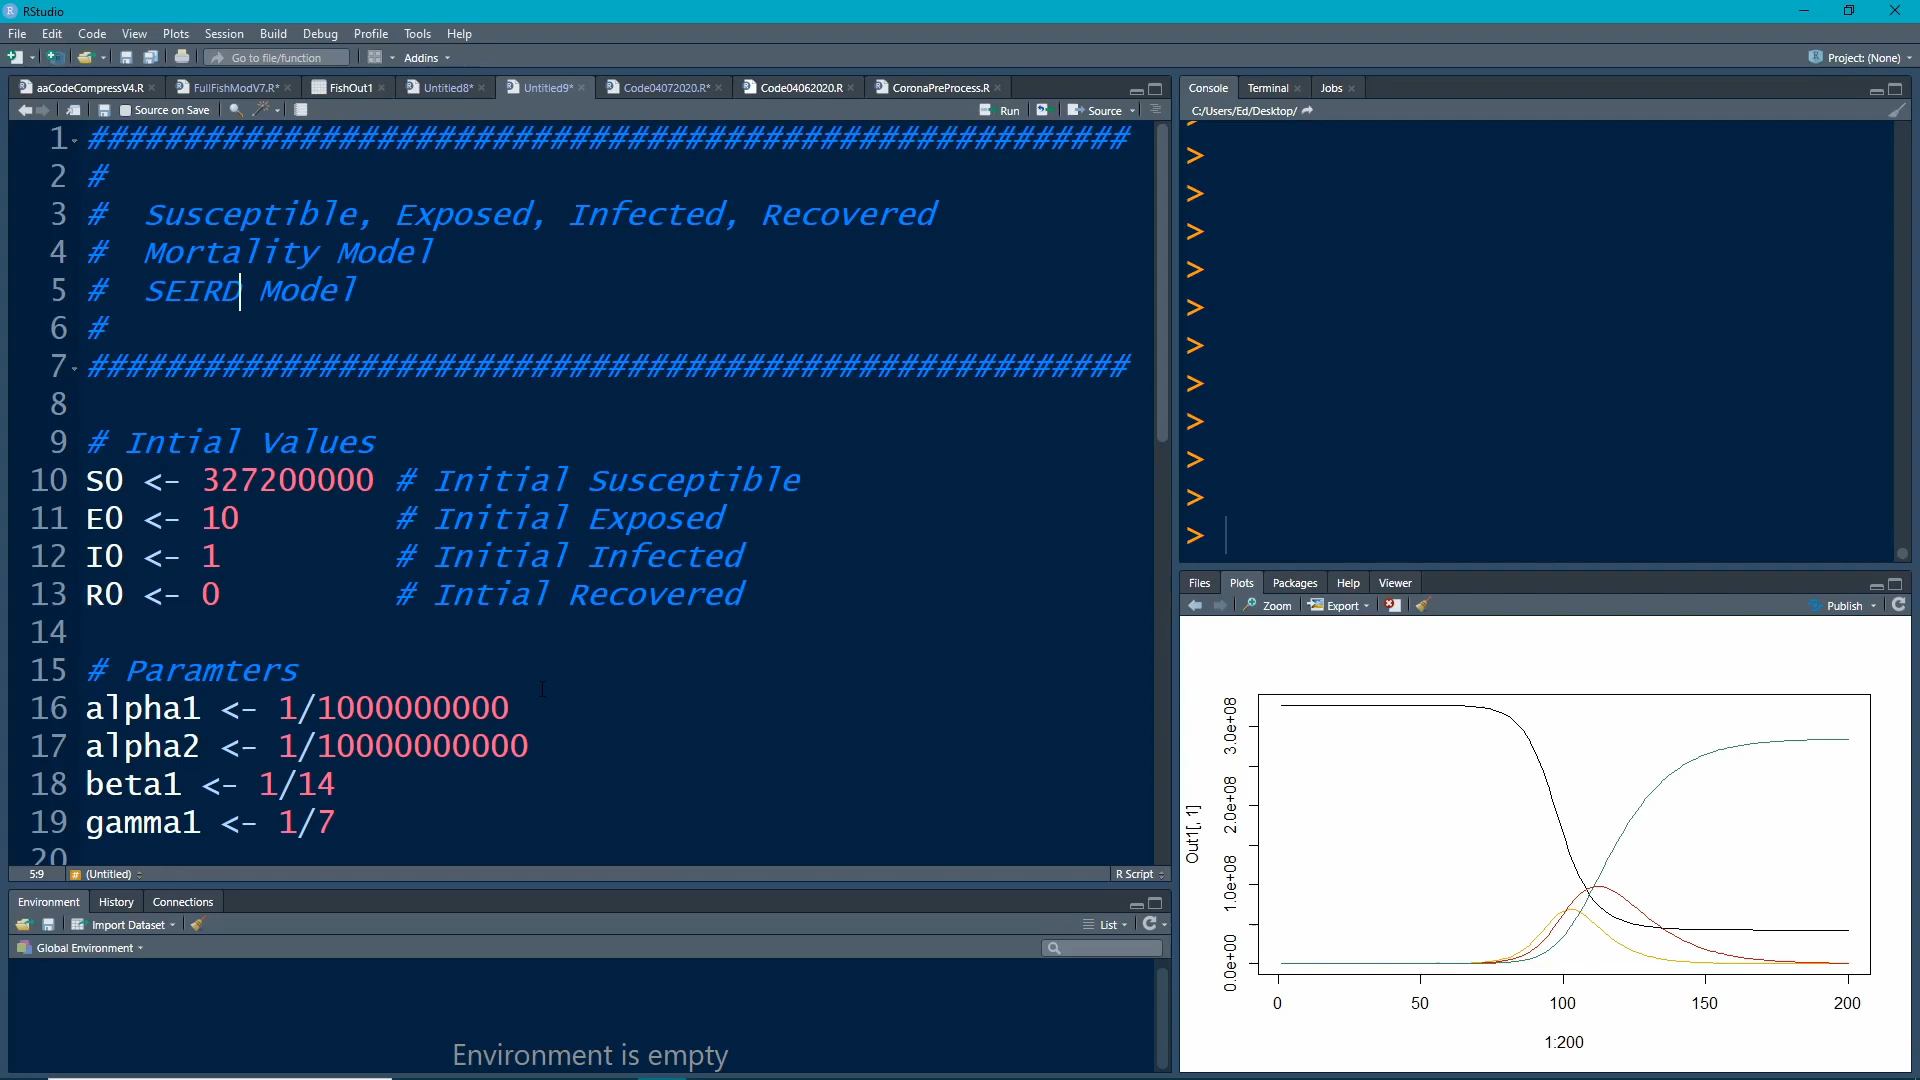 RStudio
File Edit Code View Plots Session Build Debug Profile Tools Help
Go to file/function Addins Project: (None)
aaCodeCompressV4.R FullFishModV7.R* FishOut1 Untitled8* Untitled9* Code04072020.R* Code04062020.R CoronaPreProcess.R
Source on Save Run Source
1 ######################################################
2 #
3 # Susceptible, Exposed, Infected, Recovered
4 # Mortality Model
5 # SEIRD Model
6 #
7 ######################################################
8
9 # Intial Values
10 S0 <- 327200000 # Initial Susceptible
11 E0 <- 10 # Initial Exposed
12 I0 <- 1 # Initial Infected
13 R0 <- 0 # Intial Recovered
14
15 # Paramters
16 alpha1 <- 1/1000000000
17 alpha2 <- 1/10000000000
18 beta1 <- 1/14
19 gamma1 <- 1/7
20
5:9 # (Untitled) R Script
Environment History Connections
Import Dataset List
Global Environment
Environment is empty
Console Terminal Jobs
C:/Users/Ed/Desktop/
>
>
>
>
>
>
>
>
>
>
>
Files Plots Packages Help Viewer
Zoom Export Publish
Out1[, 1]
3.0e+08
2.0e+08
1.0e+08
0.0e+00
0 50 100 150 200
1:200